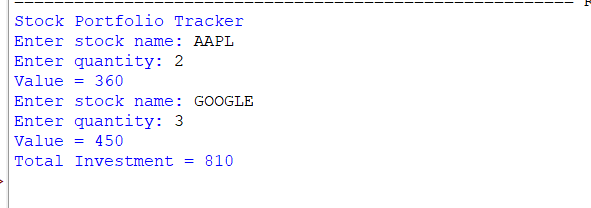 Stock Portfolio Tracker
Enter stock name: AAPL
Enter quantity: 2
Value = 360
Enter stock name: GOOGLE
Enter quantity: 3
Value = 450
Total Investment = 810